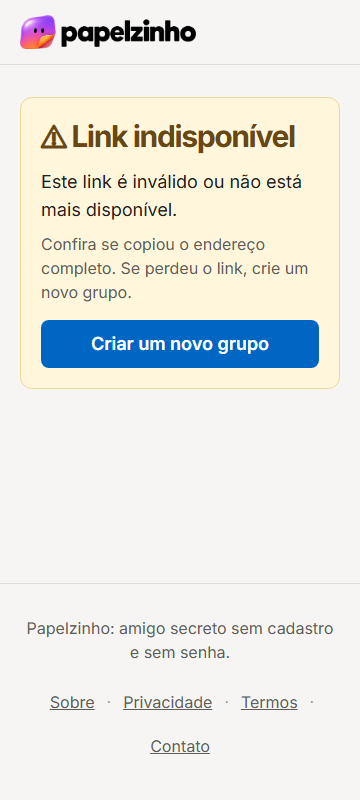 papelzinho
⚠ Link indisponível
Este link é inválido ou não está
mais disponível.
Confira se copiou o endereço
completo. Se perdeu o link, crie um
novo grupo.
Criar um novo grupo
Papelzinho: amigo secreto sem cadastro
e sem senha.
Sobre · Privacidade · Termos ·
Contato